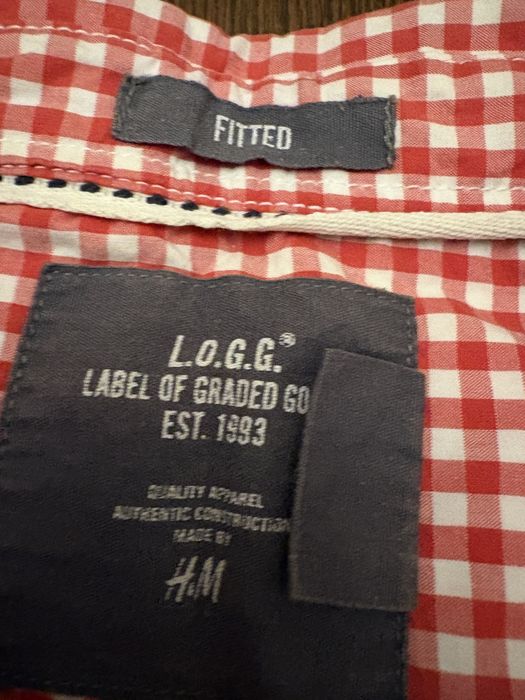 FITTED
L.O.G.G.®
LABEL OF GRADED GO
EST. 1993
QUALITY APPAREL
AUTHENTIC CONSTRUCTION
MADE BY
H&M